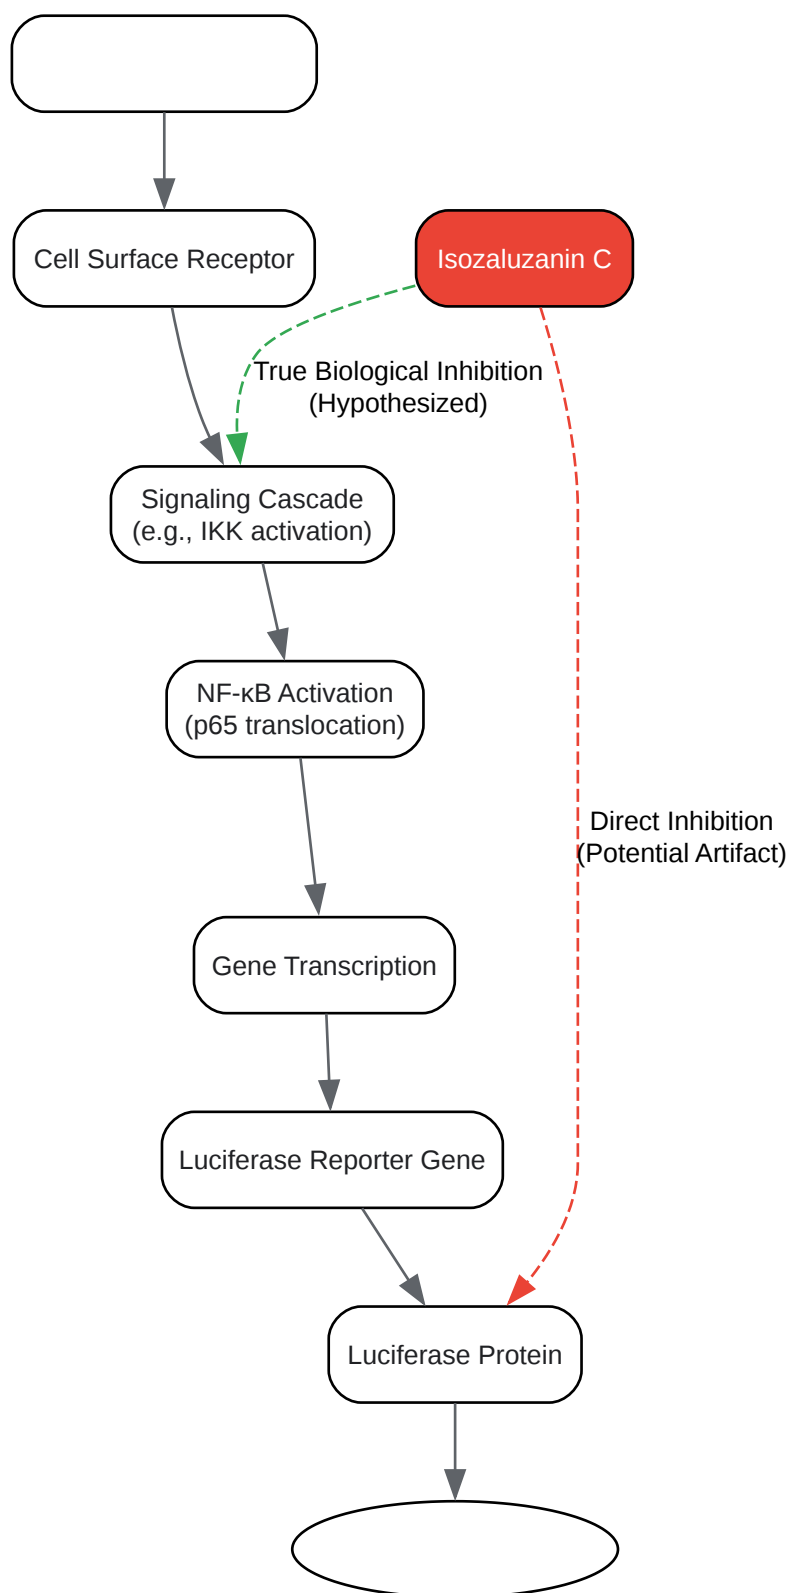 Cell Surface Receptor
Isozaluzanin C
True Biological Inhibition
(Hypothesized)
Signaling Cascade
(e.g., IKK activation)
NF-κB Activation
(p65 translocation)
Direct Inhibition
(Potential Artifact)
Gene Transcription
Luciferase Reporter Gene
Luciferase Protein